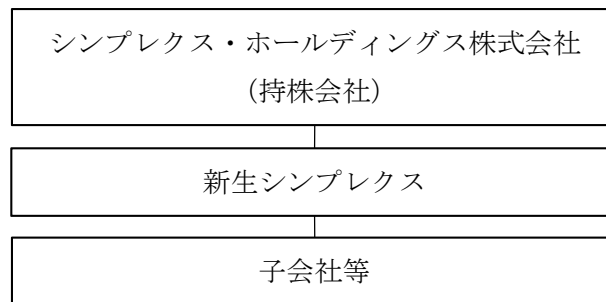 シンプレクス・ホールディングス株式会社
（持株会社）
新生シンプレクス
子会社等